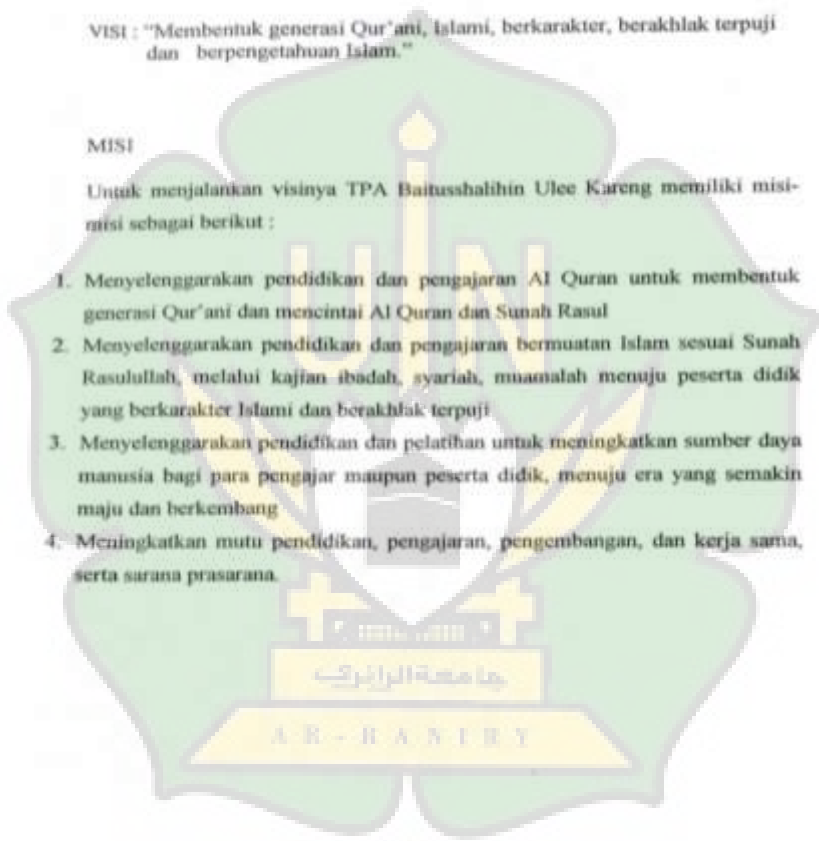 VISI : "Membentuk generasi Qur'ani, Islami, berkarakter, berakhlak terpuji
dan berpengetahuan Islam."
MISI
Untuk menjalankan visinya TPA Baitusshalihin Ulee Kareng memiliki misi-
misi sebagai berikut :
1. Menyelenggarakan pendidikan dan pengajaran Al Quran untuk membentuk
generasi Qur'ani dan mencintai Al Quran dan Sunah Rasul
2. Menyelenggarakan pendidikan dan pengajaran bermuatan Islam sesuai Sunah
Rasulullah, melalui kajian ibadah, syariah, muamalah menuju peserta didik
yang berkarakter Islami dan berakhlak terpuji
3. Menyelenggarakan pendidikan dan pelatihan untuk meningkatkan sumber daya
manusia bagi para pengajar maupun peserta didik, menuju era yang semakin
maju dan berkembang
4. Meningkatkan mutu pendidikan, pengajaran, pengembangan, dan kerja sama,
serta sarana prasarana.
UIN
جامعة الرانري
AR-RANIRY